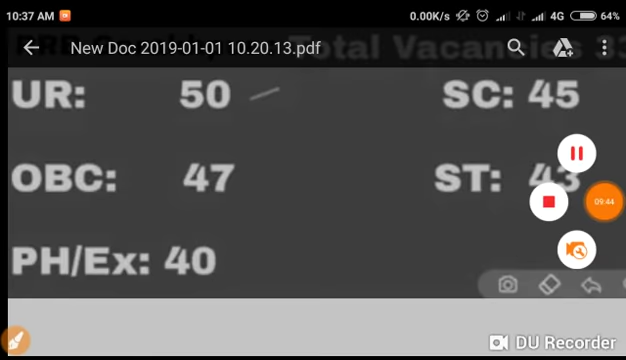 10:37 AM 0.00K/s 4G 64%
New Doc 2019-01-01 10.20.13.pdf
Total Vacancies
UR: 50 SC: 45
OBC: 47 ST: 43
09:44
PH/Ex: 40
DU Recorder